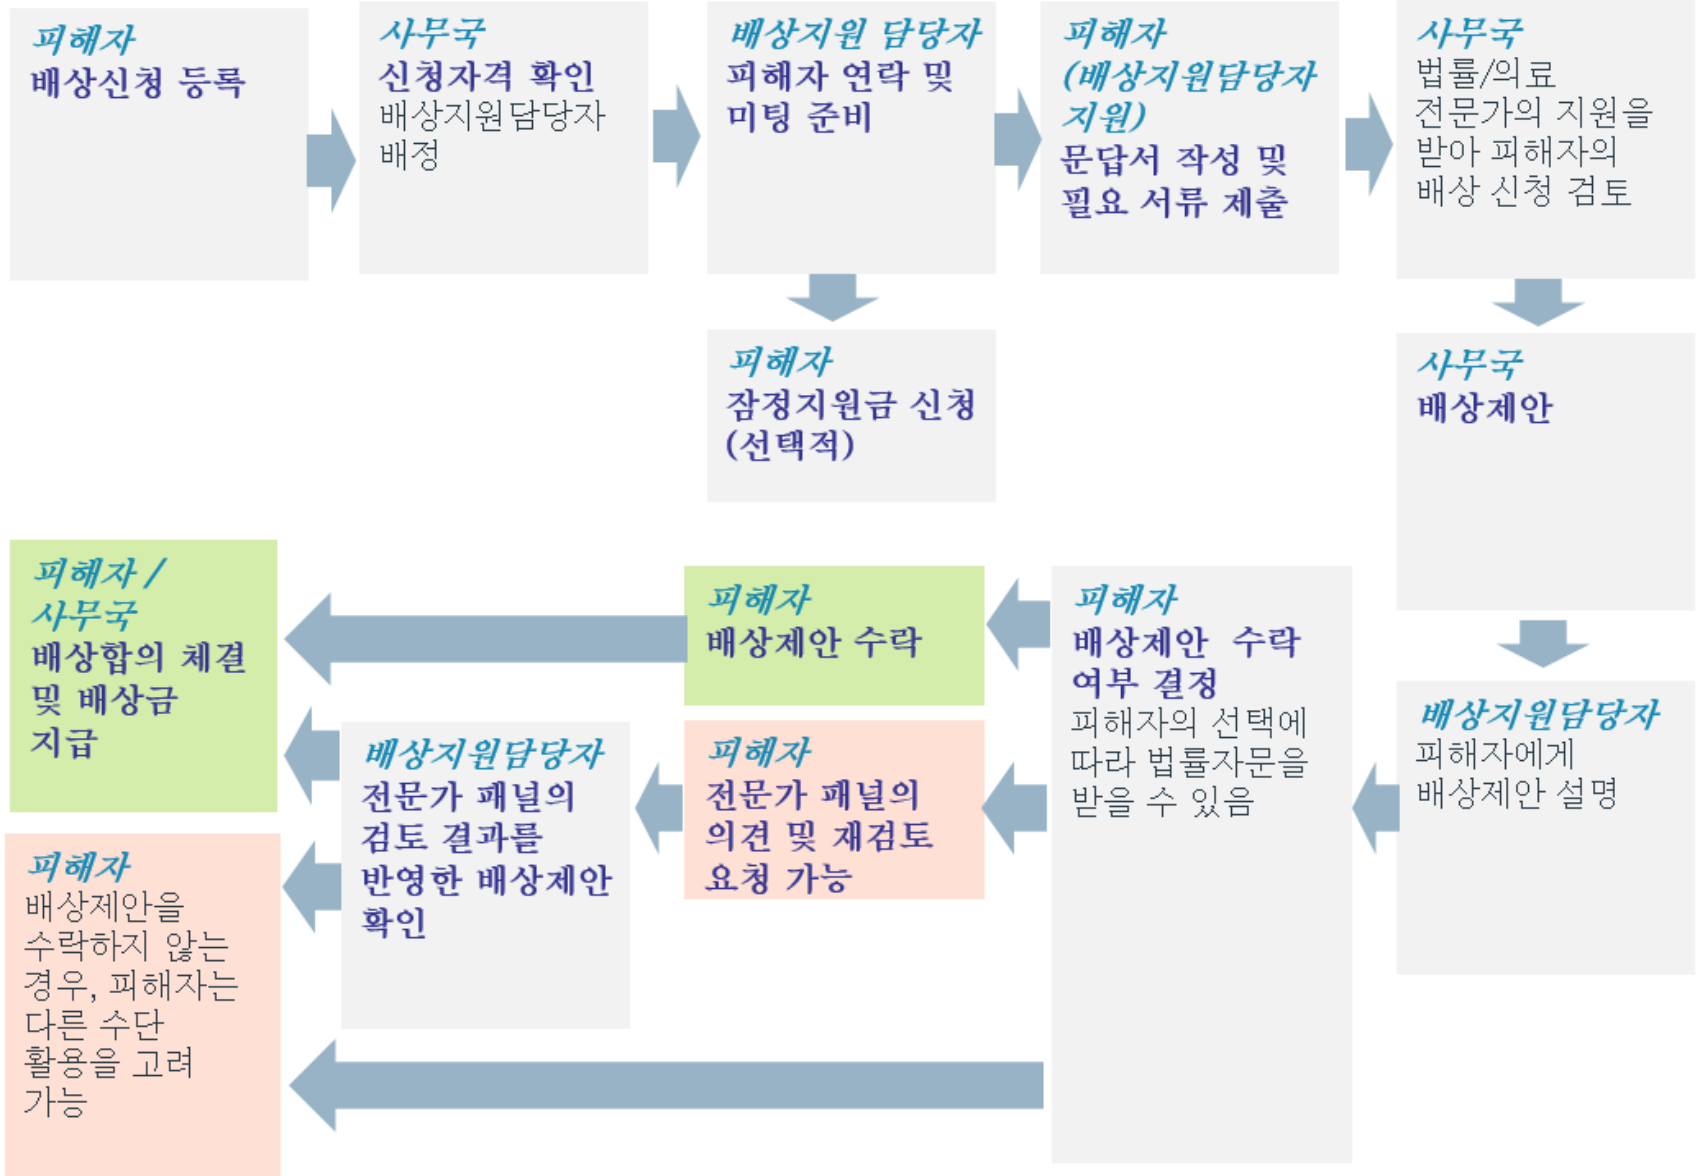 피해자
배상신청 등록
사무국
신청자격 확인
배상지원담당자
배정
배상지원 담당자
피해자 연락 및
미팅 준비
피해자
(배상지원담당자
지원)
문답서 작성 및
필요 서류 제출
사무국
법률/의료
전문가의 지원을
받아 피해자의
배상 신청 검토
피해자
잠정지원금 신청
(선택적)
사무국
배상제안
배상지원담당자
피해자에게
배상제안 설명
피해자
배상제안 수락
여부 결정
피해자의 선택에
따라 법률자문을
받을 수 있음
피해자
배상제안 수락
피해자
전문가 패널의
의견 및 재검토
요청 가능
배상지원담당자
전문가 패널의
검토 결과를
반영한 배상제안
확인
피해자 /
사무국
배상합의 체결
및 배상금
지급
피해자
배상제안을
수락하지 않는
경우, 피해자는
다른 수단
활용을 고려
가능